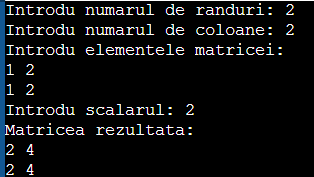 Introdu numarul de randuri: 2
Introdu numarul de coloane: 2
Introdu elementele matricei:
1 2
1 2
Introdu scalarul: 2
Matricea rezultata:
2 4
2 4